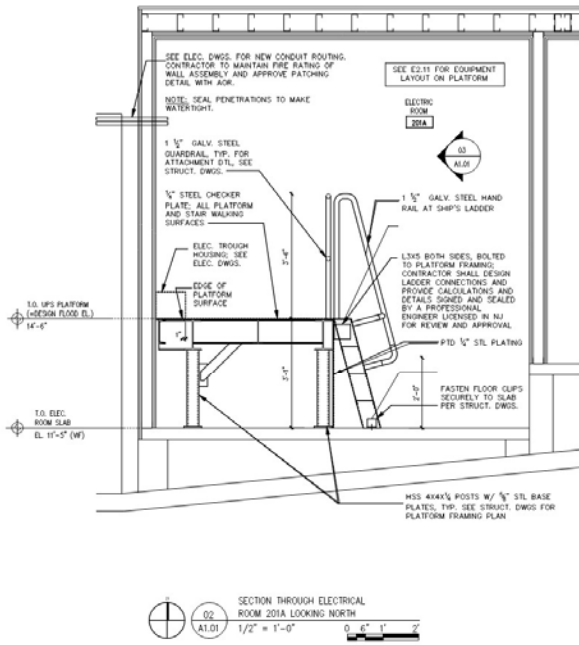 SEE ELEC. DWGS. FOR NEW CONDUIT ROUTING.
CONTRACTOR TO MAINTAIN FIRE RATING OF
WALL ASSEMBLY AND APPROVE PATCHING
DETAIL WITH AOR.
NOTE: SEAL PENETRATIONS TO MAKE
WATERTIGHT.
SEE E2.11 FOR EQUIPMENT
LAYOUT ON PLATFORM
ELECTRIC
ROOM
201A
03
A1.01
1 ½" GALV. STEEL
GUARDRAIL, TYP. FOR
ATTACHMENT DTL, SEE
STRUCT. DWGS.
¼" STEEL CHECKER
PLATE; ALL PLATFORM
AND STAIR WALKING
SURFACES
1 ½" GALV. STEEL HAND
RAIL AT SHIP'S LADDER
ELEC. TROUGH
HOUSING; SEE
ELEC. DWGS.
EDGE OF
PLATFORM
SURFACE
L3X5 BOTH SIDES, BOLTED
TO PLATFORM FRAMING;
CONTRACTOR SHALL DESIGN
LADDER CONNECTIONS AND
PROVIDE CALCULATIONS AND
DETAILS SIGNED AND SEALED
BY A PROFESSIONAL
ENGINEER LICENSED IN NJ
FOR REVIEW AND APPROVAL
T.O. UPS PLATFORM
(=DESIGN FLOOD EL.)
14'-6"
PTD ¼" STL PLATING
2'-0"
FASTEN FLOOR CLIPS
SECURELY TO SLAB
PER STRUCT. DWGS.
T.O. ELEC.
ROOM SLAB
EL. 11'-5" (VIF)
HSS 4X4X¼ POSTS W/ STL BASE
PLATES, TYP. SEE STRUCT. DWGS FOR
PLATFORM FRAMING PLAN
02
A1.01
SECTION THROUGH ELECTRICAL
ROOM 201A LOOKING NORTH
1/2" = 1'-0"
0 6" 1' 2'